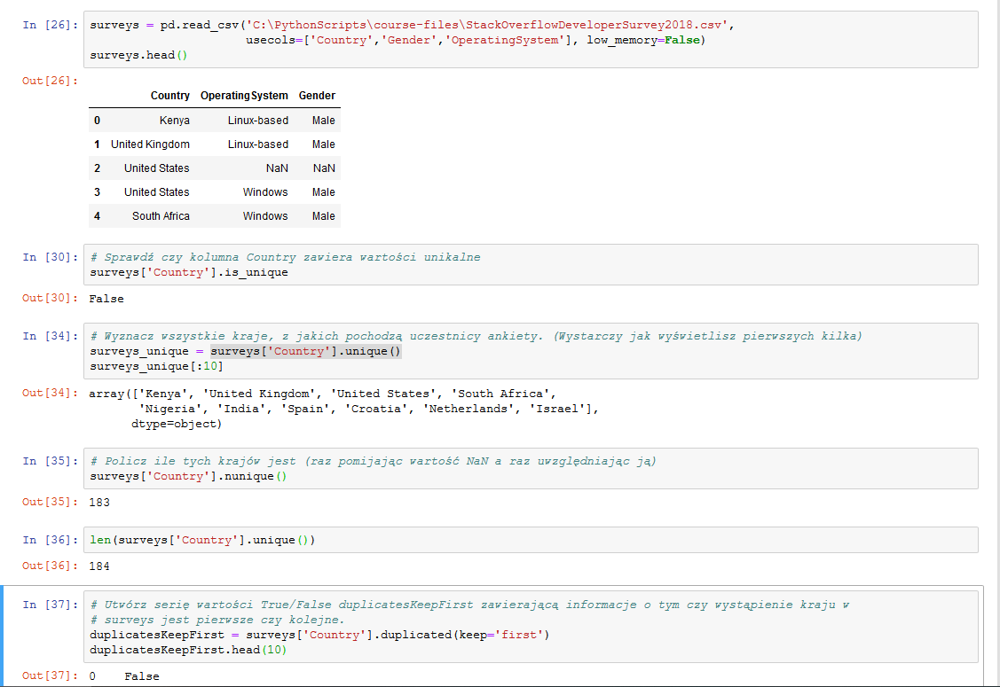 In [26]: surveys = pd.read_csv('C:\PythonScripts\course-files\StackOverflowDeveloperSurvey2018.csv',
usecols=['Country','Gender','OperatingSystem'], low_memory=False)
surveys.head()
Out[26]:
Country OperatingSystem Gender
0 Kenya Linux-based Male
1 United Kingdom Linux-based Male
2 United States NaN NaN
3 United States Windows Male
4 South Africa Windows Male
In [30]: # Sprawdź czy kolumna Country zawiera wartości unikalne
surveys['Country'].is_unique
Out[30]: False
In [34]: # Wyznacz wszystkie kraje, z jakich pochodzą uczestnicy ankiety. (Wystarczy jak wyświetlisz pierwszych kilka)
surveys_unique = surveys['Country'].unique()
surveys_unique[:10]
Out[34]: array(['Kenya', 'United Kingdom', 'United States', 'South Africa',
'Nigeria', 'India', 'Spain', 'Croatia', 'Netherlands', 'Israel'],
dtype=object)
In [35]: # Policz ile tych krajów jest (raz pomijając wartość NaN a raz uwzględniając ją)
surveys['Country'].nunique()
Out[35]: 183
In [36]: len(surveys['Country'].unique())
Out[36]: 184
In [37]: # Utwórz serię wartości True/False duplicatesKeepFirst zawierającą informacje o tym czy wystąpienie kraju w
# surveys jest pierwsze czy kolejne.
duplicatesKeepFirst = surveys['Country'].duplicated(keep='first')
duplicatesKeepFirst.head(10)
Out[37]: 0 False